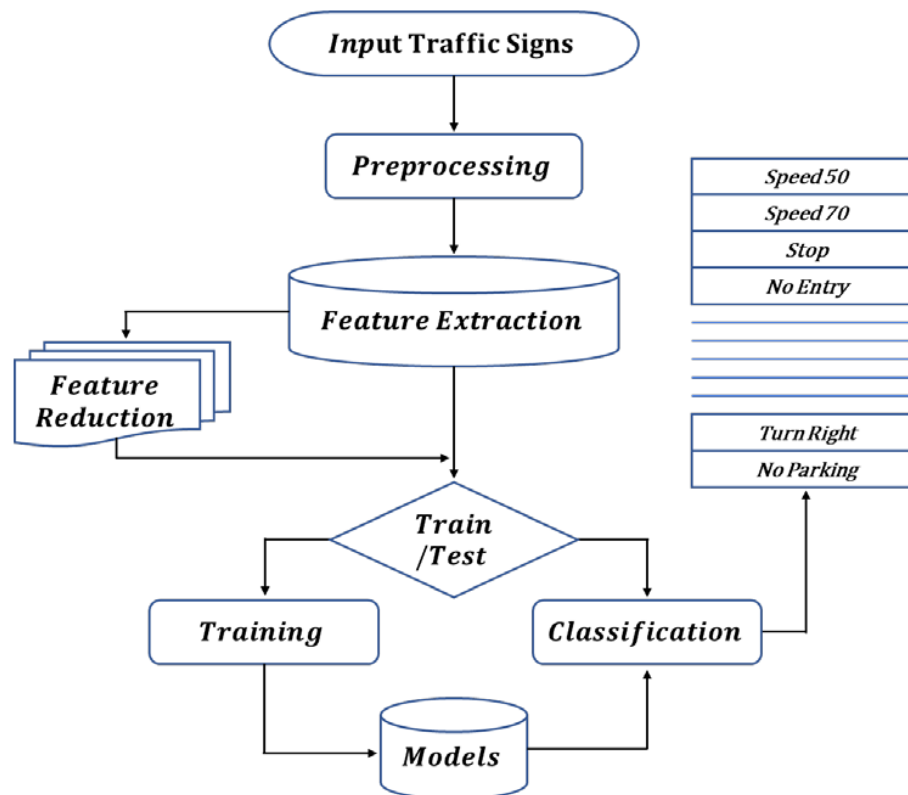 Input Traffic Signs
Preprocessing
Feature Extraction
Feature
Reduction
Train
/Test
Training
Classification
Models
Speed 50
Speed 70
Stop
No Entry
Turn Right
No Parking